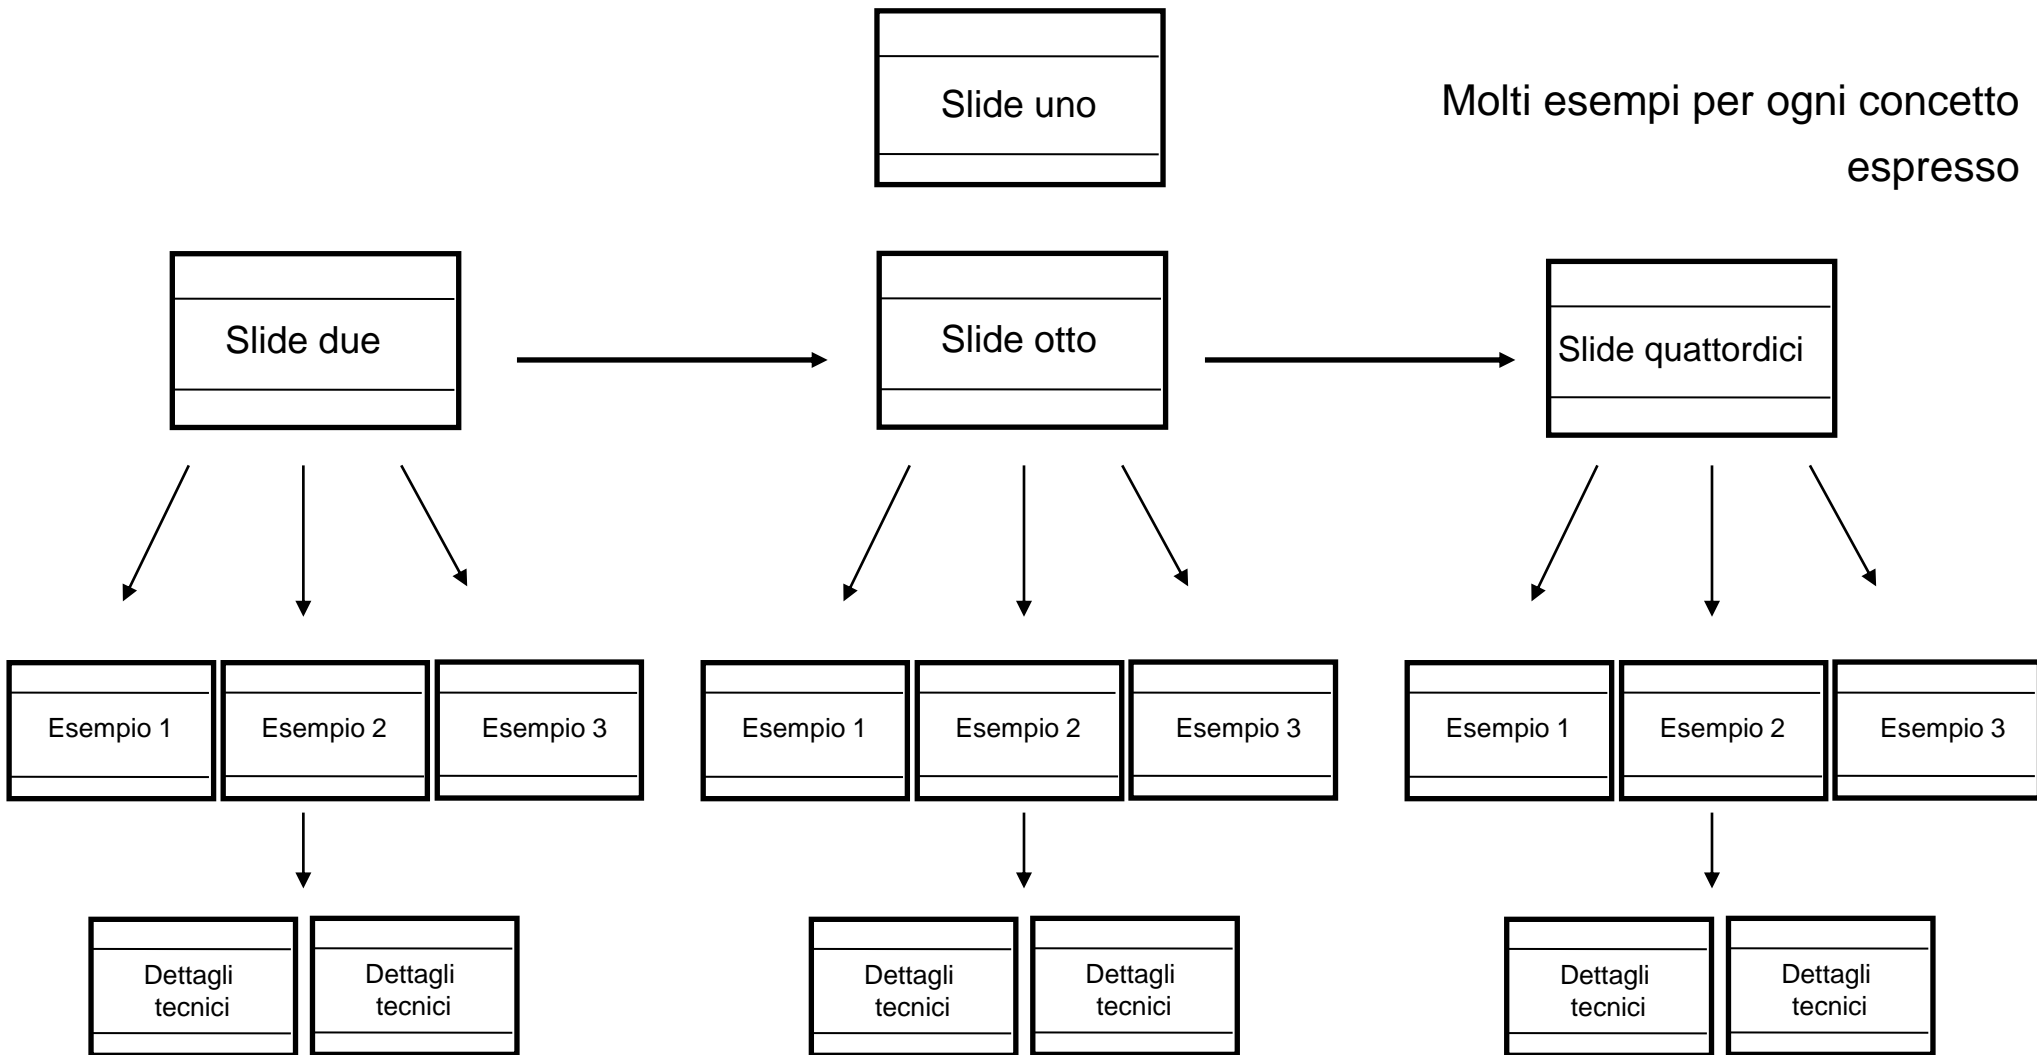 Slide uno
Molti esempi per ogni concetto
espresso
Slide due
Slide otto
Slide quattordici
Esempio 1
Esempio 2
Esempio 3
Esempio 1
Esempio 2
Esempio 3
Esempio 1
Esempio 2
Esempio 3
Dettagli
tecnici
Dettagli
tecnici
Dettagli
tecnici
Dettagli
tecnici
Dettagli
tecnici
Dettagli
tecnici